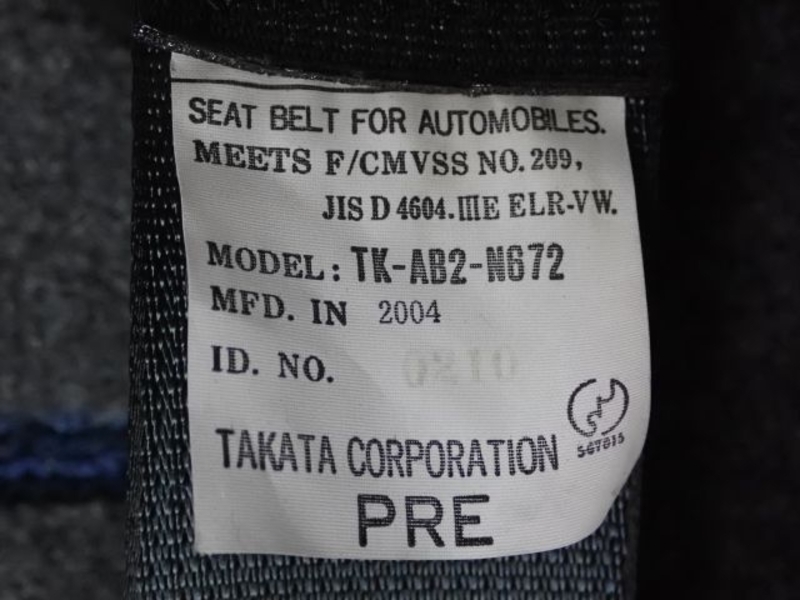 SEAT BELT FOR AUTOMOBILES.
MEETS F/CMVSS NO. 209,
JIS D 4604.ⅢE ELR-VW.
MODEL: TK-AB2-N672
MFD. IN 2004
ID. NO.
TAKATA CORPORATION
PRE